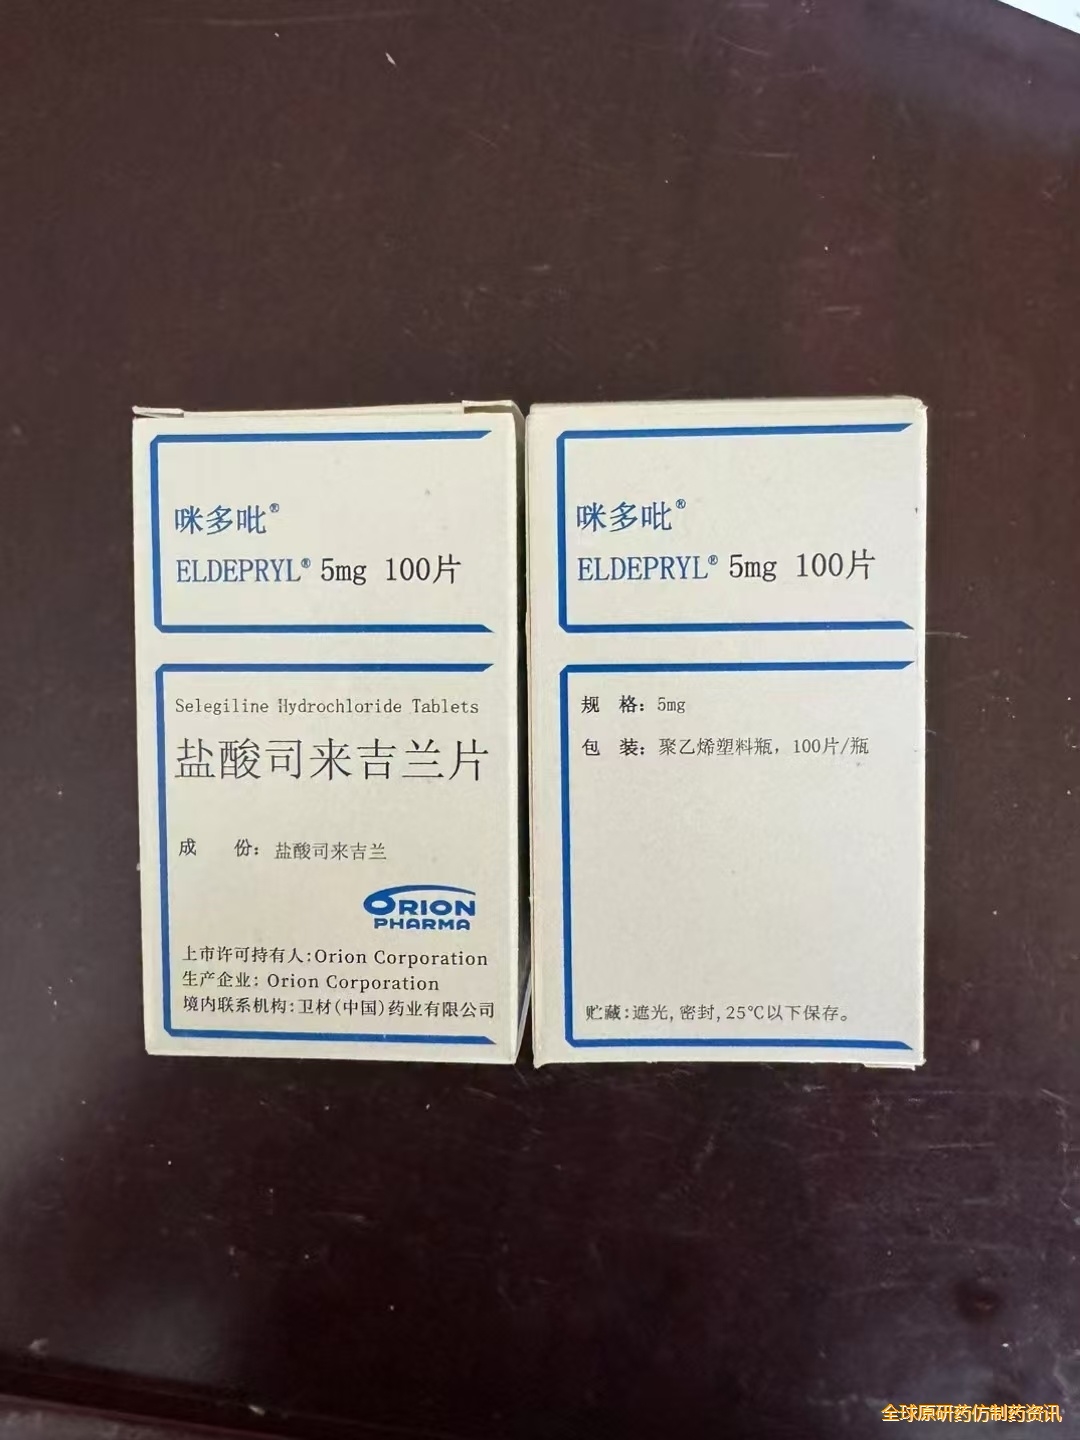 咪多吡®
ELDEPRYL® 5mg 100片
Selegiline Hydrochloride Tablets
盐酸司来吉兰片
成 份：盐酸司来吉兰
ORION
PHARMA
上市许可持有人:Orion Corporation
生产企业: Orion Corporation
境内联系机构:卫材(中国)药业有限公司
咪多吡®
ELDEPRYL® 5mg 100片
规 格：5mg
包 装：聚乙烯塑料瓶，100片/瓶
贮藏:遮光,密封,25℃以下保存。
全球原研药仿制药资讯